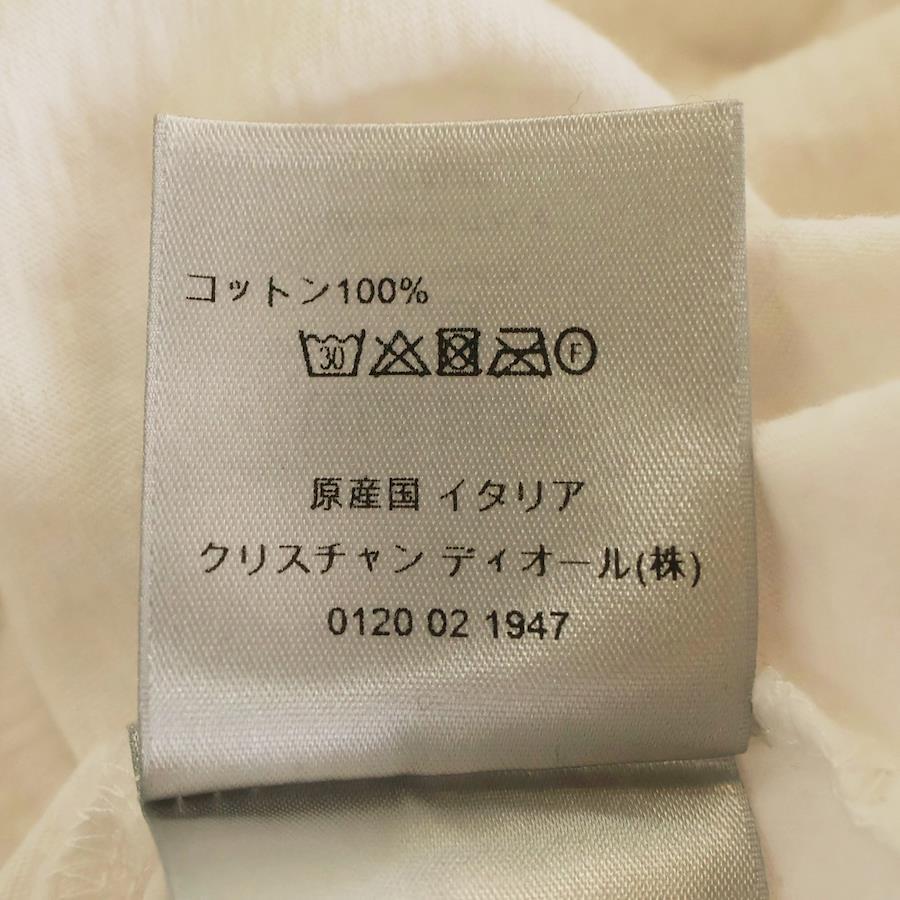 コットン100%
30 F
原産国 イタリア
クリスチャン ディオール(株)
0120 02 1947